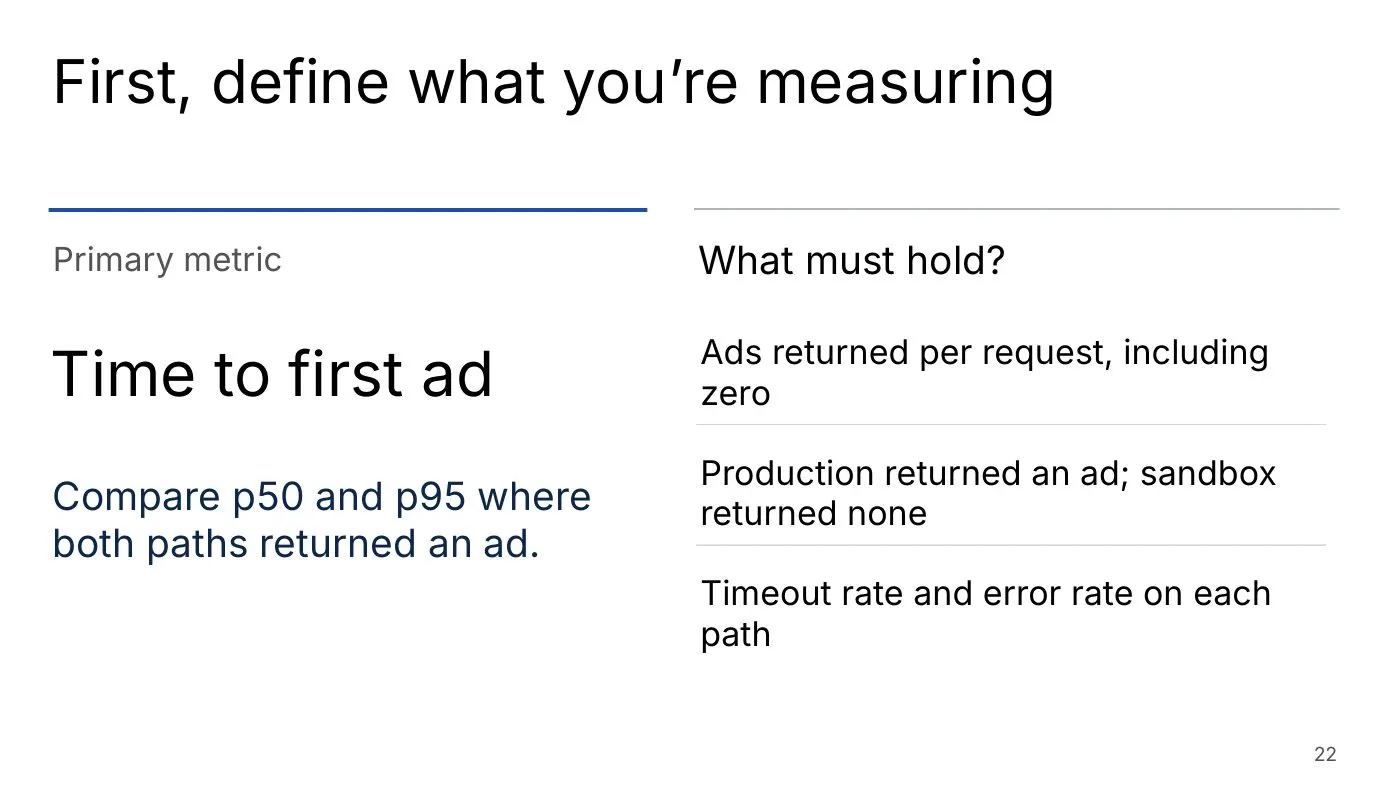 First, define what you’re measuring
Primary metric
Time to first ad
Compare p50 and p95 where
both paths returned an ad.
What must hold?
Ads returned per request, including
zero
Production returned an ad; sandbox
returned none
Timeout rate and error rate on each
path
22